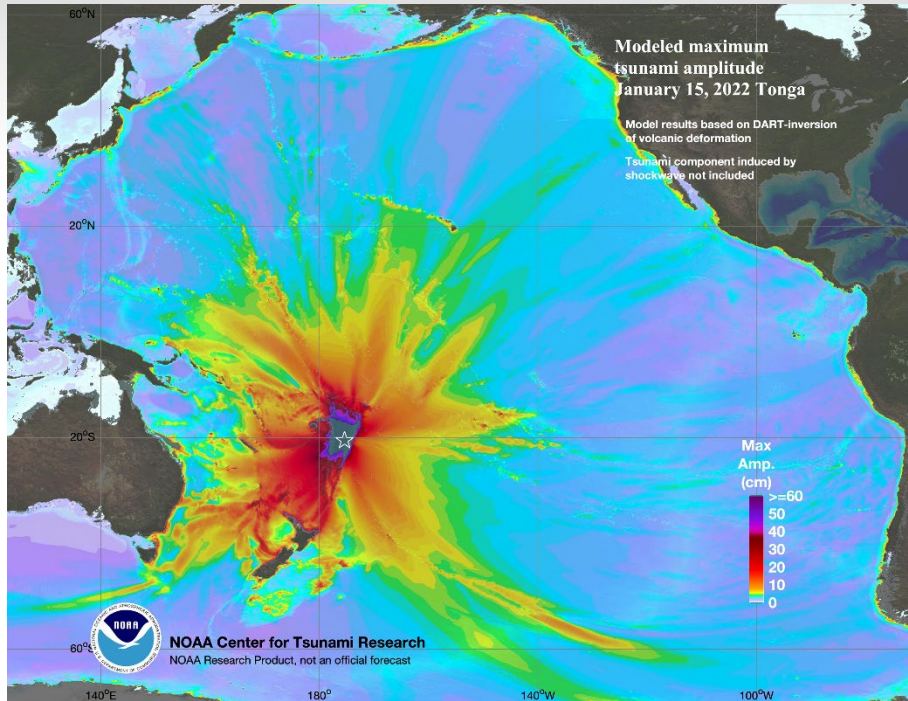 60°N
Modeled maximum
tsunami amplitude
January 15, 2022 Tonga
Model results based on DART-inversion
of volcanic deformation
Tsunami component induced by
shockwave not included
20°N
20°S
Max
Amp.
(cm)
>=60
50
40
30
20
10
0
NOAA
NOAA Center for Tsunami Research
NOAA Research Product, not an official forecast
60°S
140°E
180°
140°W
100°W